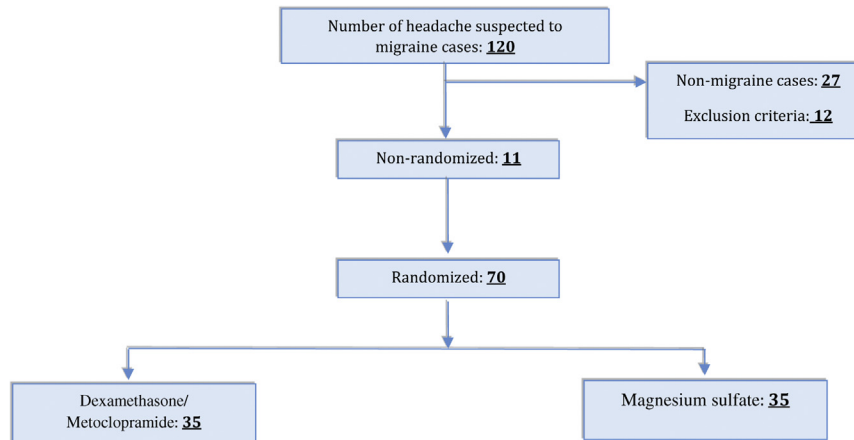 Number of headache suspected to
migraine cases: 120
Non-migraine cases: 27
Exclusion criteria: 12
Non-randomized: 11
Randomized: 70
Dexamethasone/
Metoclopramide: 35
Magnesium sulfate: 35